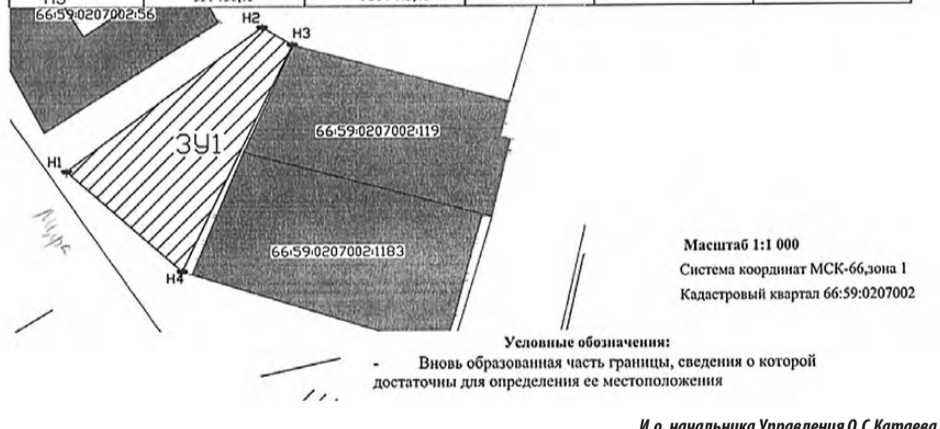 66:59:0207002:56
Н2
Н3
66:59:0207002:119
ЗУ1
Н1
66:59:0207002:1183
Н4
Масштаб 1:1 000
Система координат МСК-66,зона 1
Кадастровый квартал 66:59:0207002
Условные обозначения:
- Вновь образованная часть границы, сведения о которой
достаточны для определения ее местоположения
И.о. начальника Управления О.С.Катаева